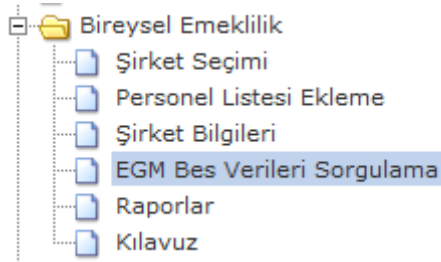 Bireysel Emeklilik
Şirket Seçimi
Personel Listesi Ekleme
Şirket Bilgileri
EGM Bes Verileri Sorgulama
Raporlar
Kılavuz